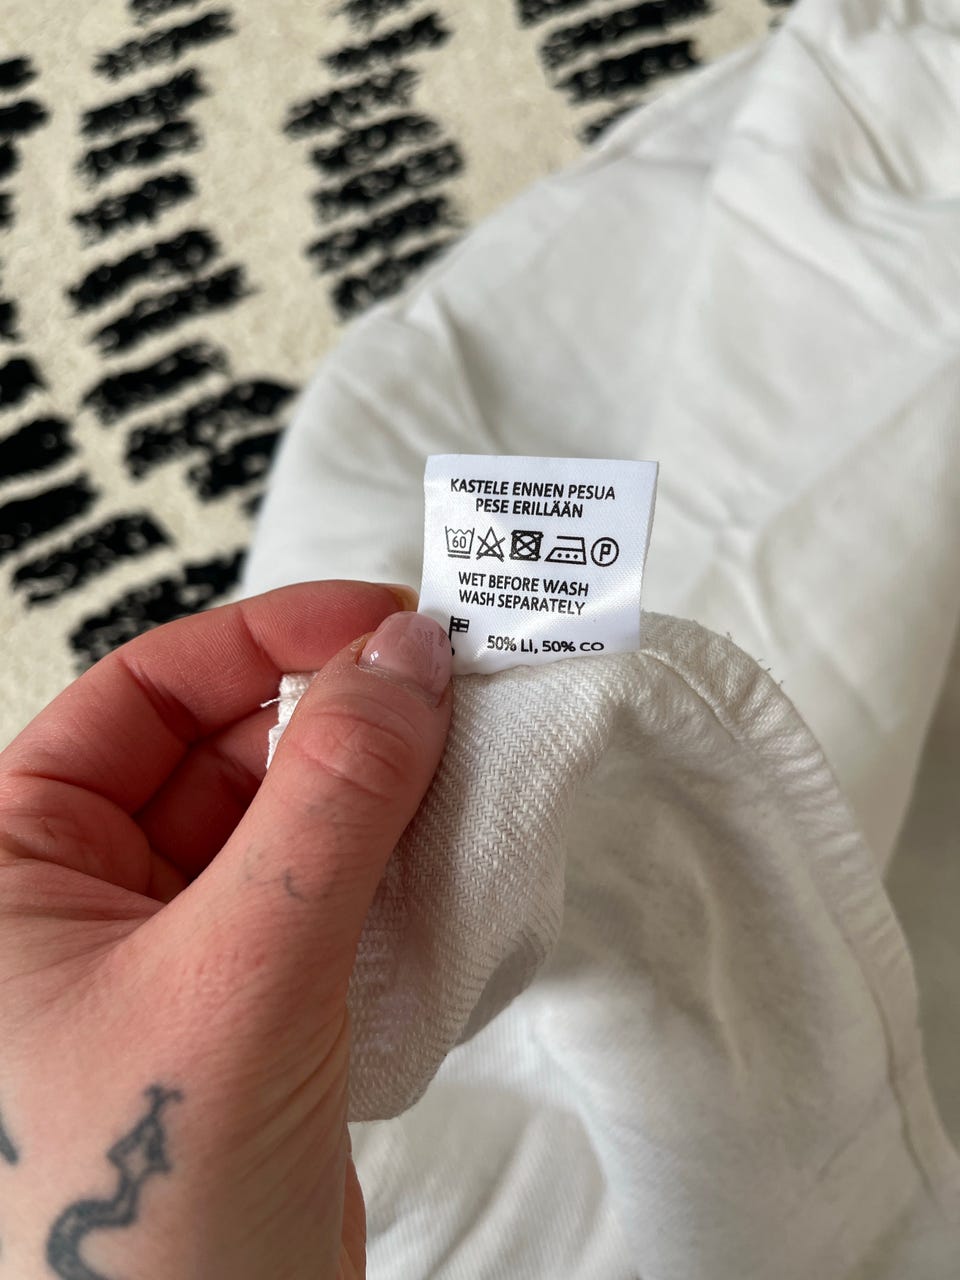 KASTELE ENNEN PESUA
PESE ERILLÄÄN
60 P
WET BEFORE WASH
WASH SEPARATELY
50% LI, 50% CO